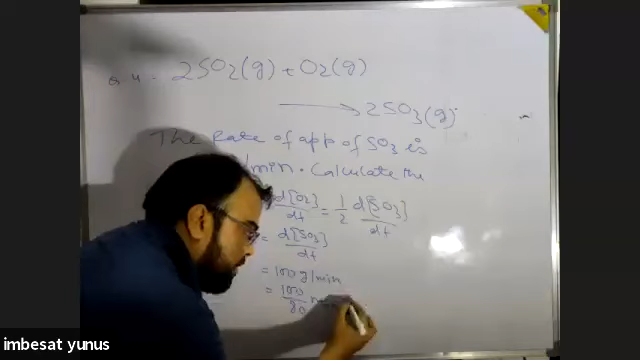 Q 4 - 2SO2(g) + O2(g)
→ 2SO3(g)
The Rate of app of SO3 is
/min. Calculate the
d[O2]/dt = 1/2 d[SO3]/dt
= d[SO3]/dt
= 100 g/min
= 100/80
imbesat yunus